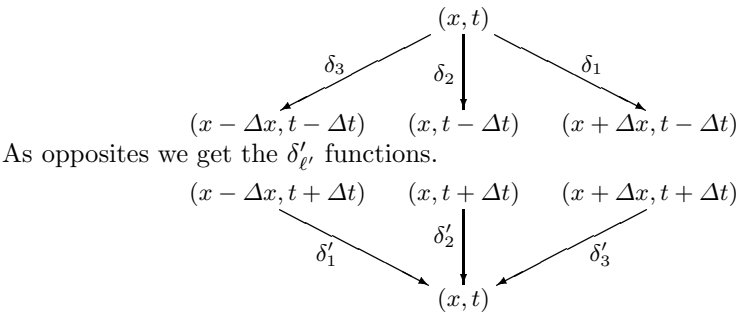 (x, t)
δ₃ δ₂ δ₁
(x − Δx, t − Δt) (x, t − Δt) (x + Δx, t − Δt)
As opposites we get the δ′_ℓ′ functions.
(x − Δx, t + Δt) (x, t + Δt) (x + Δx, t + Δt)
δ′₁ δ′₂ δ′₃
(x, t)